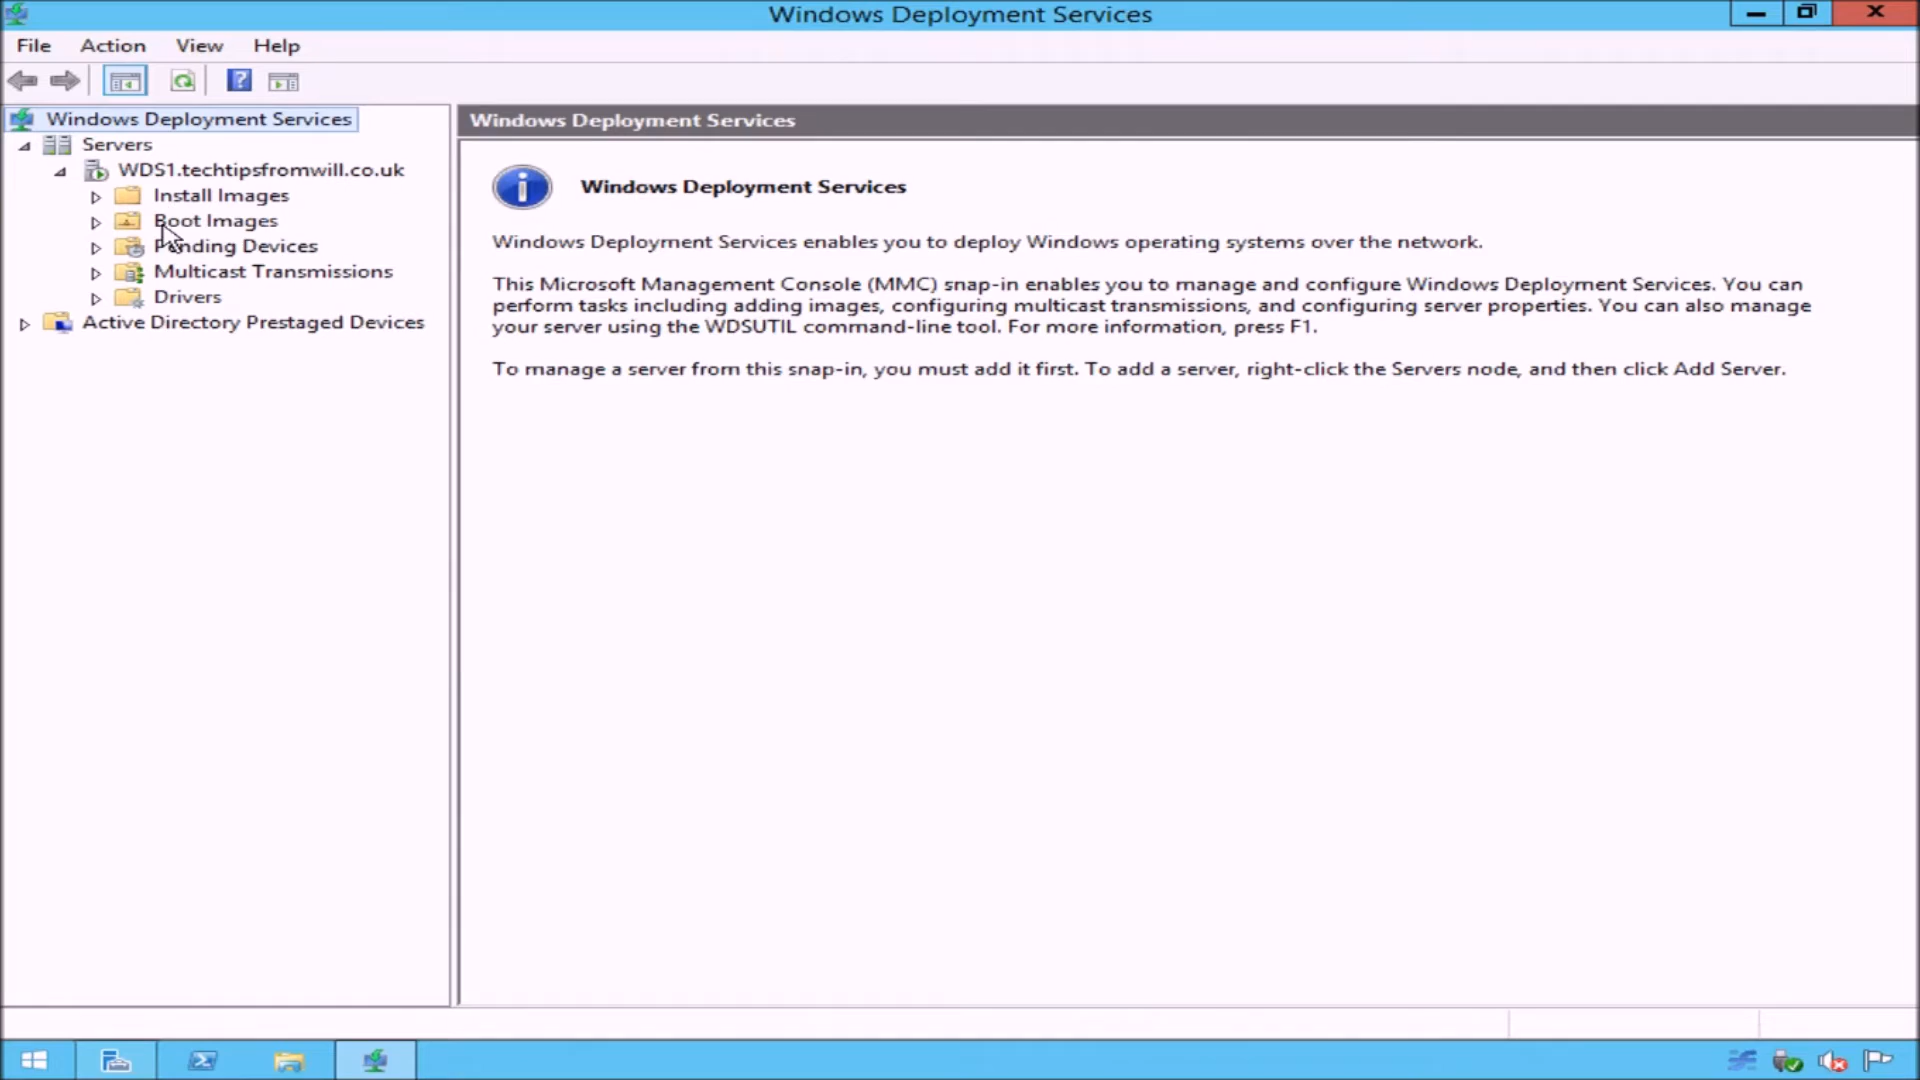 Windows Deployment Services
File Action View Help
Windows Deployment Services
Servers
WDS1.techtipsfromwill.co.uk
Install Images
Boot Images
Pending Devices
Multicast Transmissions
Drivers
Active Directory Prestaged Devices
Windows Deployment Services
Windows Deployment Services
Windows Deployment Services enables you to deploy Windows operating systems over the network.
This Microsoft Management Console (MMC) snap-in enables you to manage and configure Windows Deployment Services. You can
perform tasks including adding images, configuring multicast transmissions, and configuring server properties. You can also manage
your server using the WDSUTIL command-line tool. For more information, press F1.
To manage a server from this snap-in, you must add it first. To add a server, right-click the Servers node, and then click Add Server.